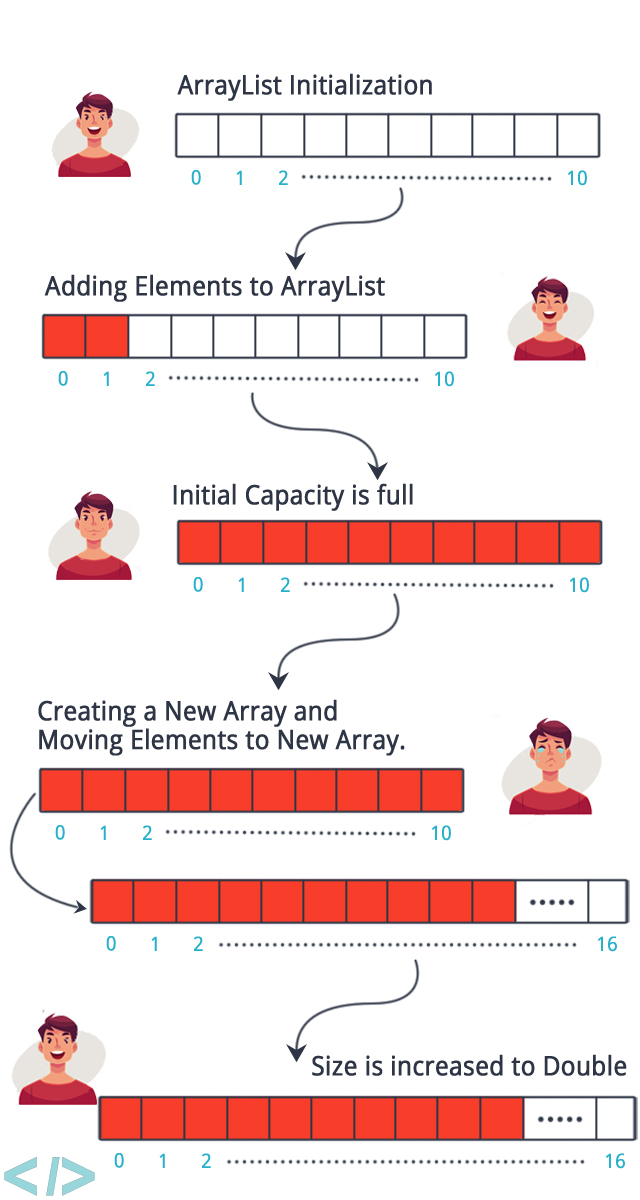 ArrayList Initialization
0 1 2 10
Adding Elements to ArrayList
0 1 2 10
Initial Capacity is full
0 1 2 10
Creating a New Array and
Moving Elements to New Array.
0 1 2 10
0 1 2 16
Size is increased to Double
0 1 2 16
</>